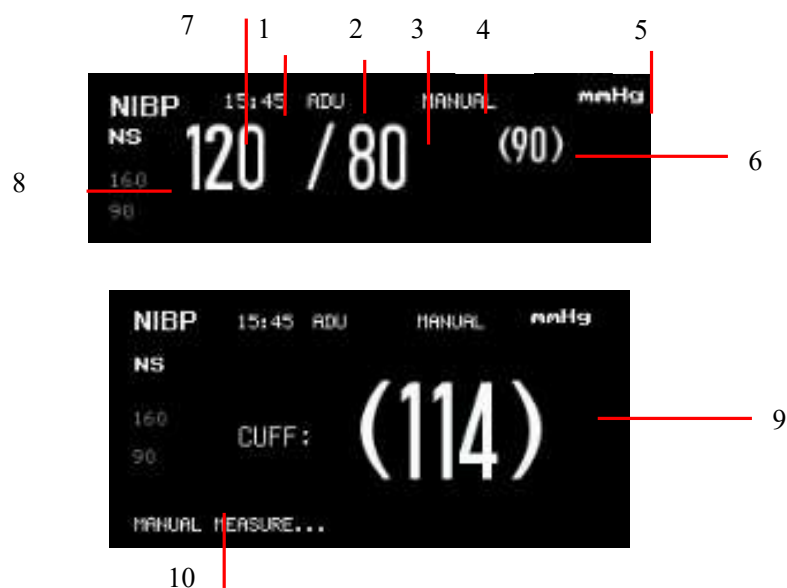 7 1 2 3 4 5
NIBP 15:45 ADU MANUAL mmHg
NS 120 / 80 (90)
6
8
160
90
NIBP 15:45 ADU MANUAL mmHg
NS
160
CUFF: (114)
9
90
MANUAL MEASURE...
10